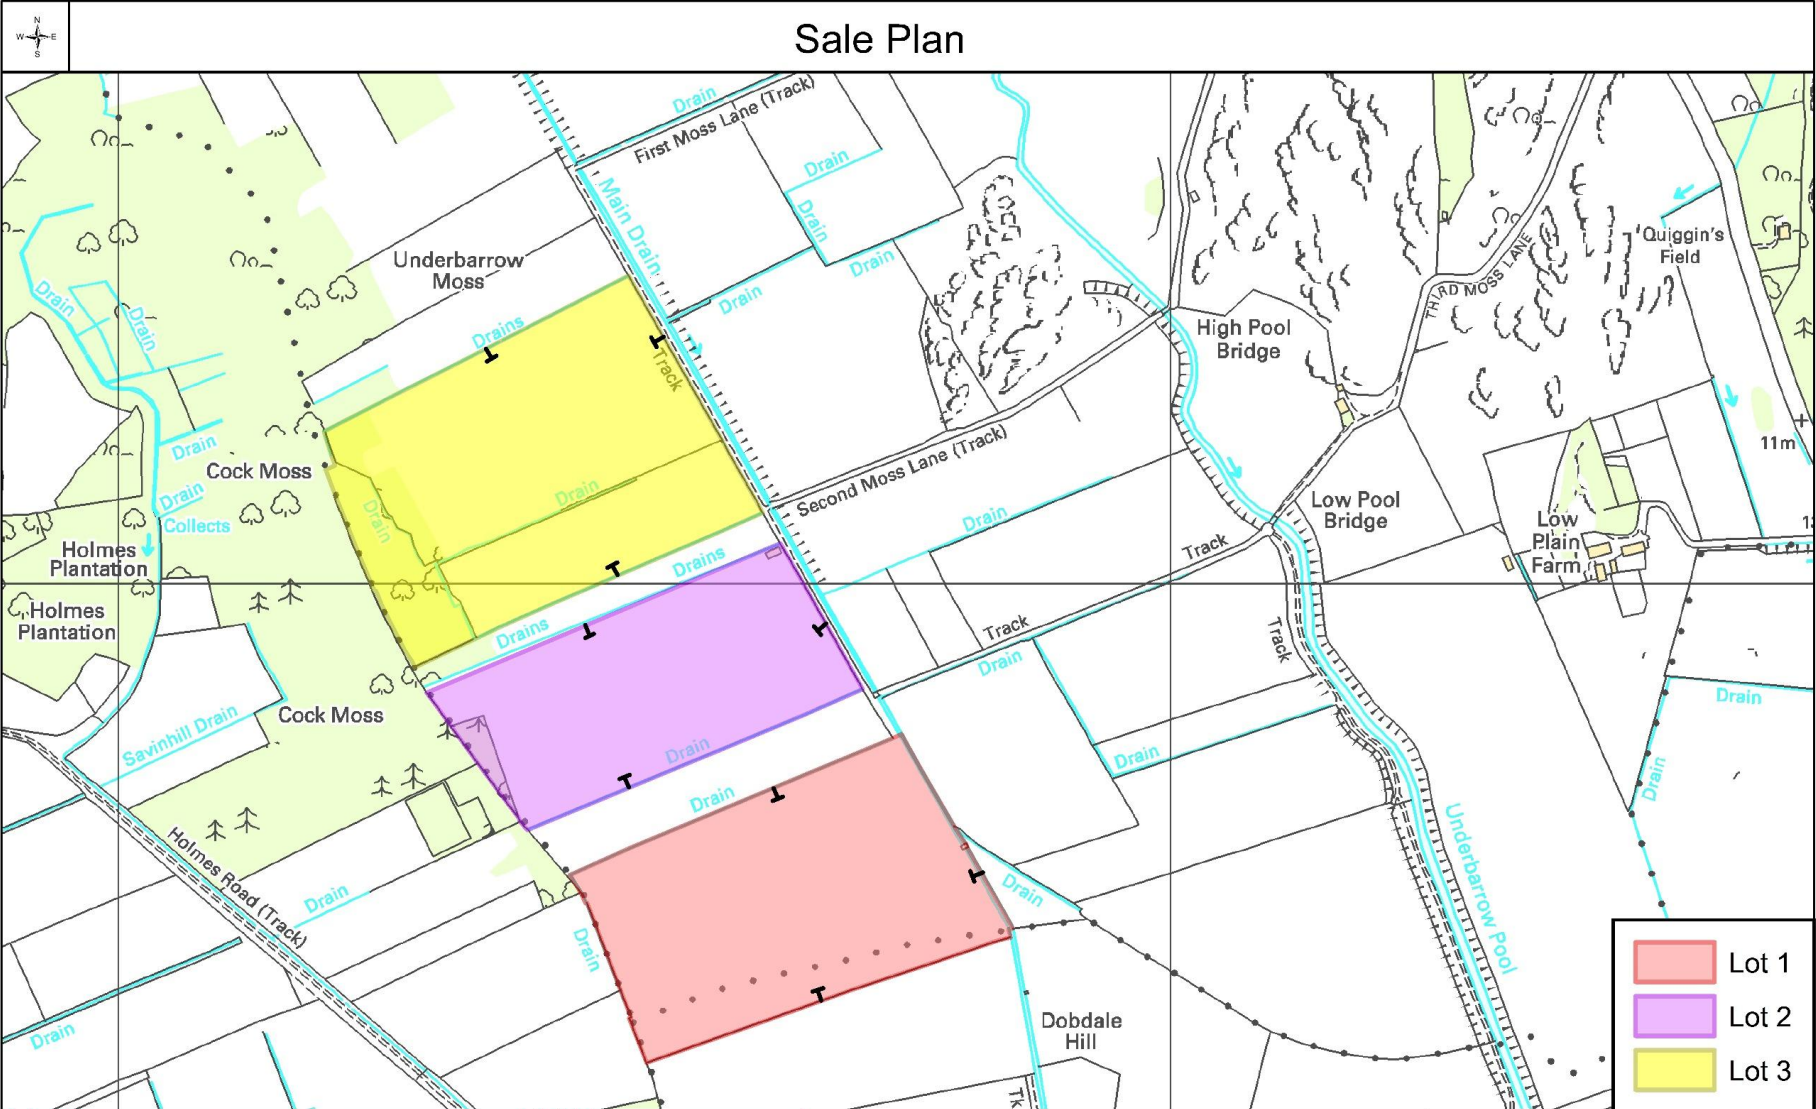 N
W E
S
Sale Plan
Drain
First Moss Lane (Track)
Drain
Main Drain
Drain
Drain
Drain
Underbarrow
Moss
Quiggin's
Field
THIRD MOSS LANE
Drain
Drain
Drains
High Pool
Bridge
Track
11m
Drain
Cock Moss
Second Moss Lane (Track)
Drain
Drain
Collects
Drain
Drain
Low Pool
Bridge
Low
Plain
Farm
Holmes
Plantation
Drains
Track
Holmes
Plantation
Drains
Track
Drain
Track
Cock Moss
Savinhill Drain
Drain
Drain
Drain
Drain
Drain
Underbarrow Pool
Holmes Road (Track)
Drain
Drain
Drain
Drain
Dobdale
Hill
Tk
Lot 1
Lot 2
Lot 3